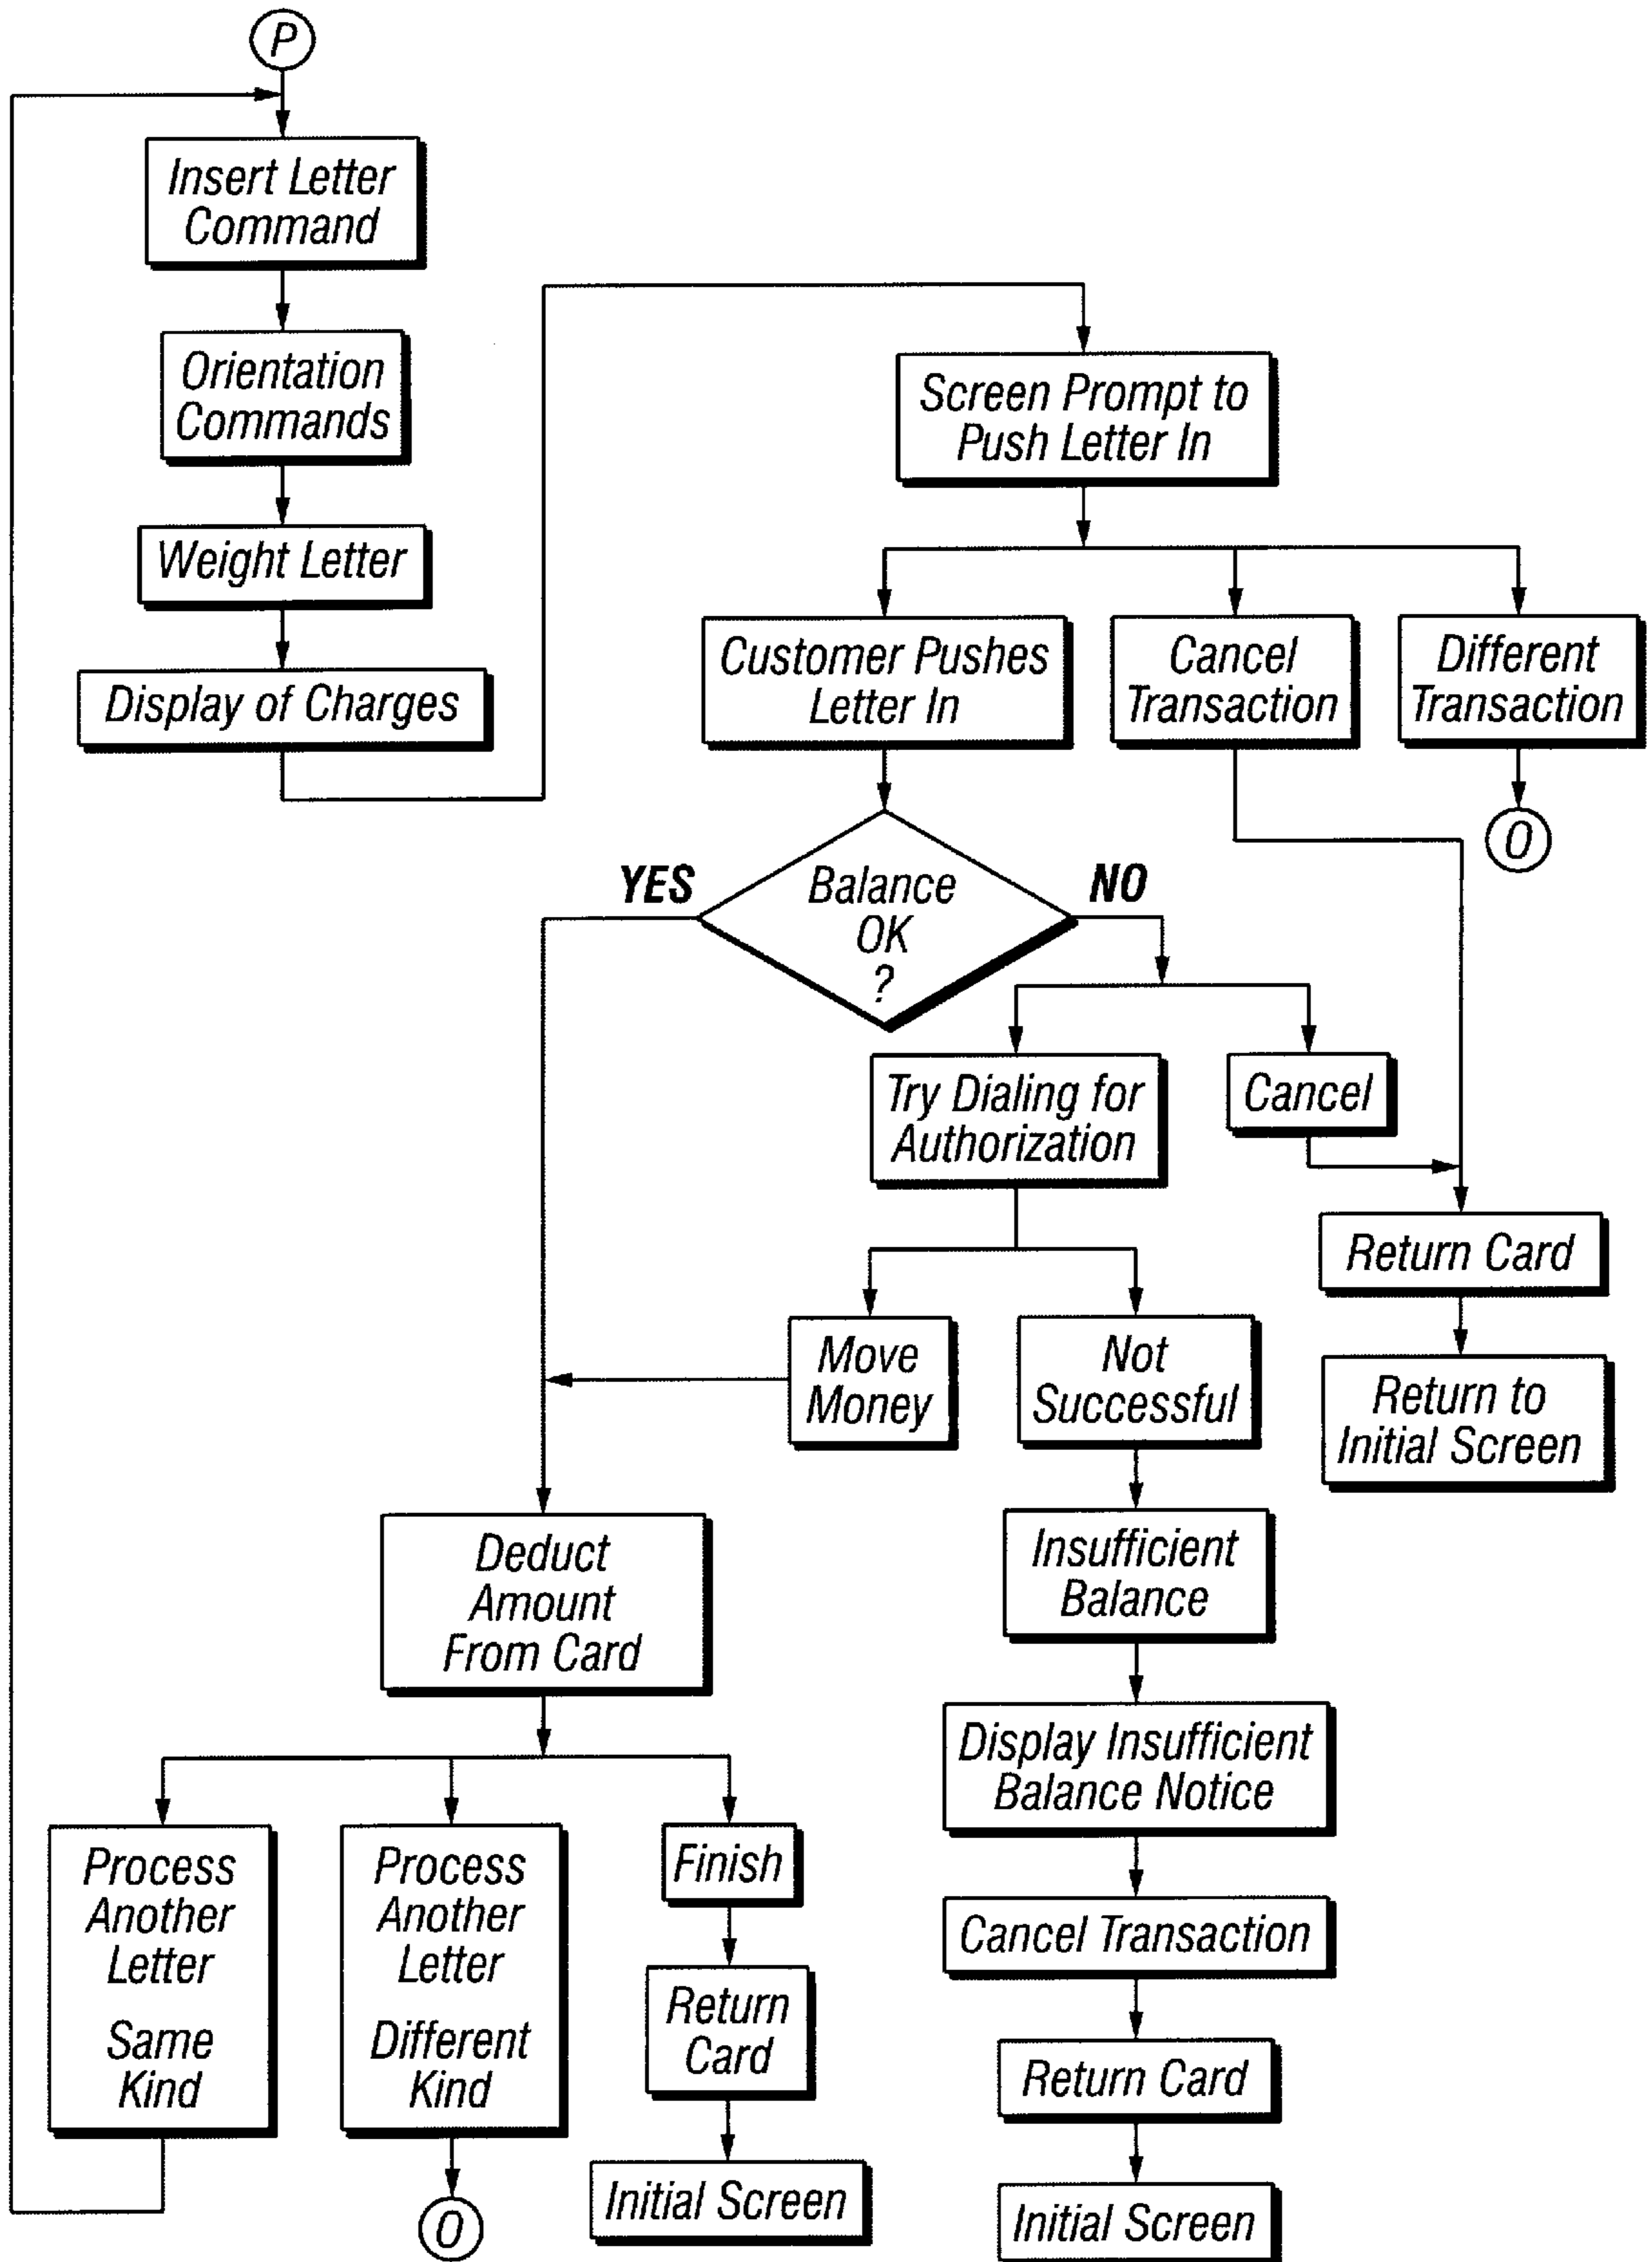 P
Insert Letter
Command
Orientation
Commands
Weight Letter
Display of Charges
Screen Prompt to
Push Letter In
Customer Pushes
Letter In
Cancel
Transaction
Different
Transaction
O
YES
Balance
OK
?
NO
Try Dialing for
Authorization
Cancel
Return Card
Return to
Initial Screen
Move
Money
Not
Successful
Insufficient
Balance
Display Insufficient
Balance Notice
Cancel Transaction
Return Card
Initial Screen
Deduct
Amount
From Card
Process
Another
Letter
Same
Kind
Process
Another
Letter
Different
Kind
O
Finish
Return
Card
Initial Screen